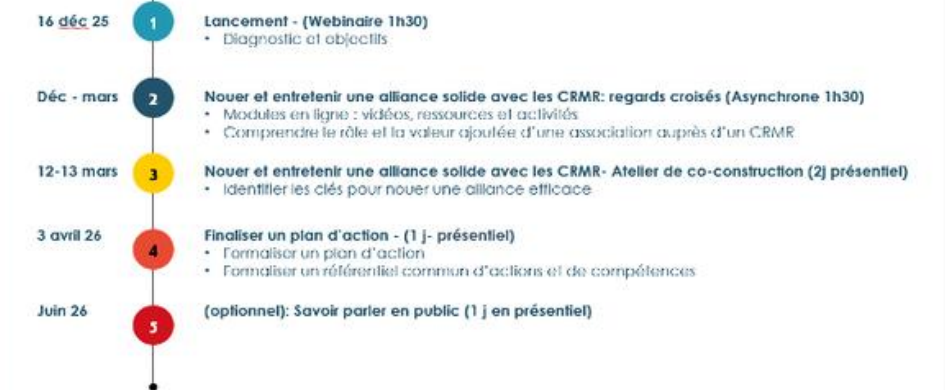 16 déc 25
1
Lancement - (Webinaire 1h30)
• Diagnostic et objectifs
Déc - mars
2
Nouer et entretenir une alliance solide avec les CRMR: regards croisés (Asynchrone 1h30)
• Modules en ligne : vidéos, ressources et activités
• Comprendre le rôle et la valeur ajoutée d'une association auprès d'un CRMR
12-13 mars
3
Nouer et entretenir une alliance solide avec les CRMR- Atelier de co-construction (2j présentiel)
• Identifier les clés pour nouer une alliance efficace
3 avril 26
4
Finaliser un plan d'action - (1 j- présentiel)
• Formaliser un plan d'action
• Formaliser un référentiel commun d'actions et de compétences
Juin 26
5
(optionnel): Savoir parler en public (1 j en présentiel)